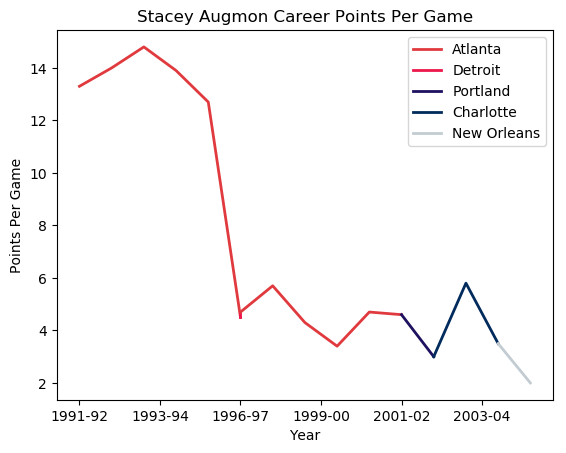 Stacey Augmon Career Points Per Game
Atlanta
Detroit
Portland
Charlotte
New Orleans
Points Per Game
14
12
10
8
6
4
2
1991-92 1993-94 1996-97 1999-00 2001-02 2003-04
Year